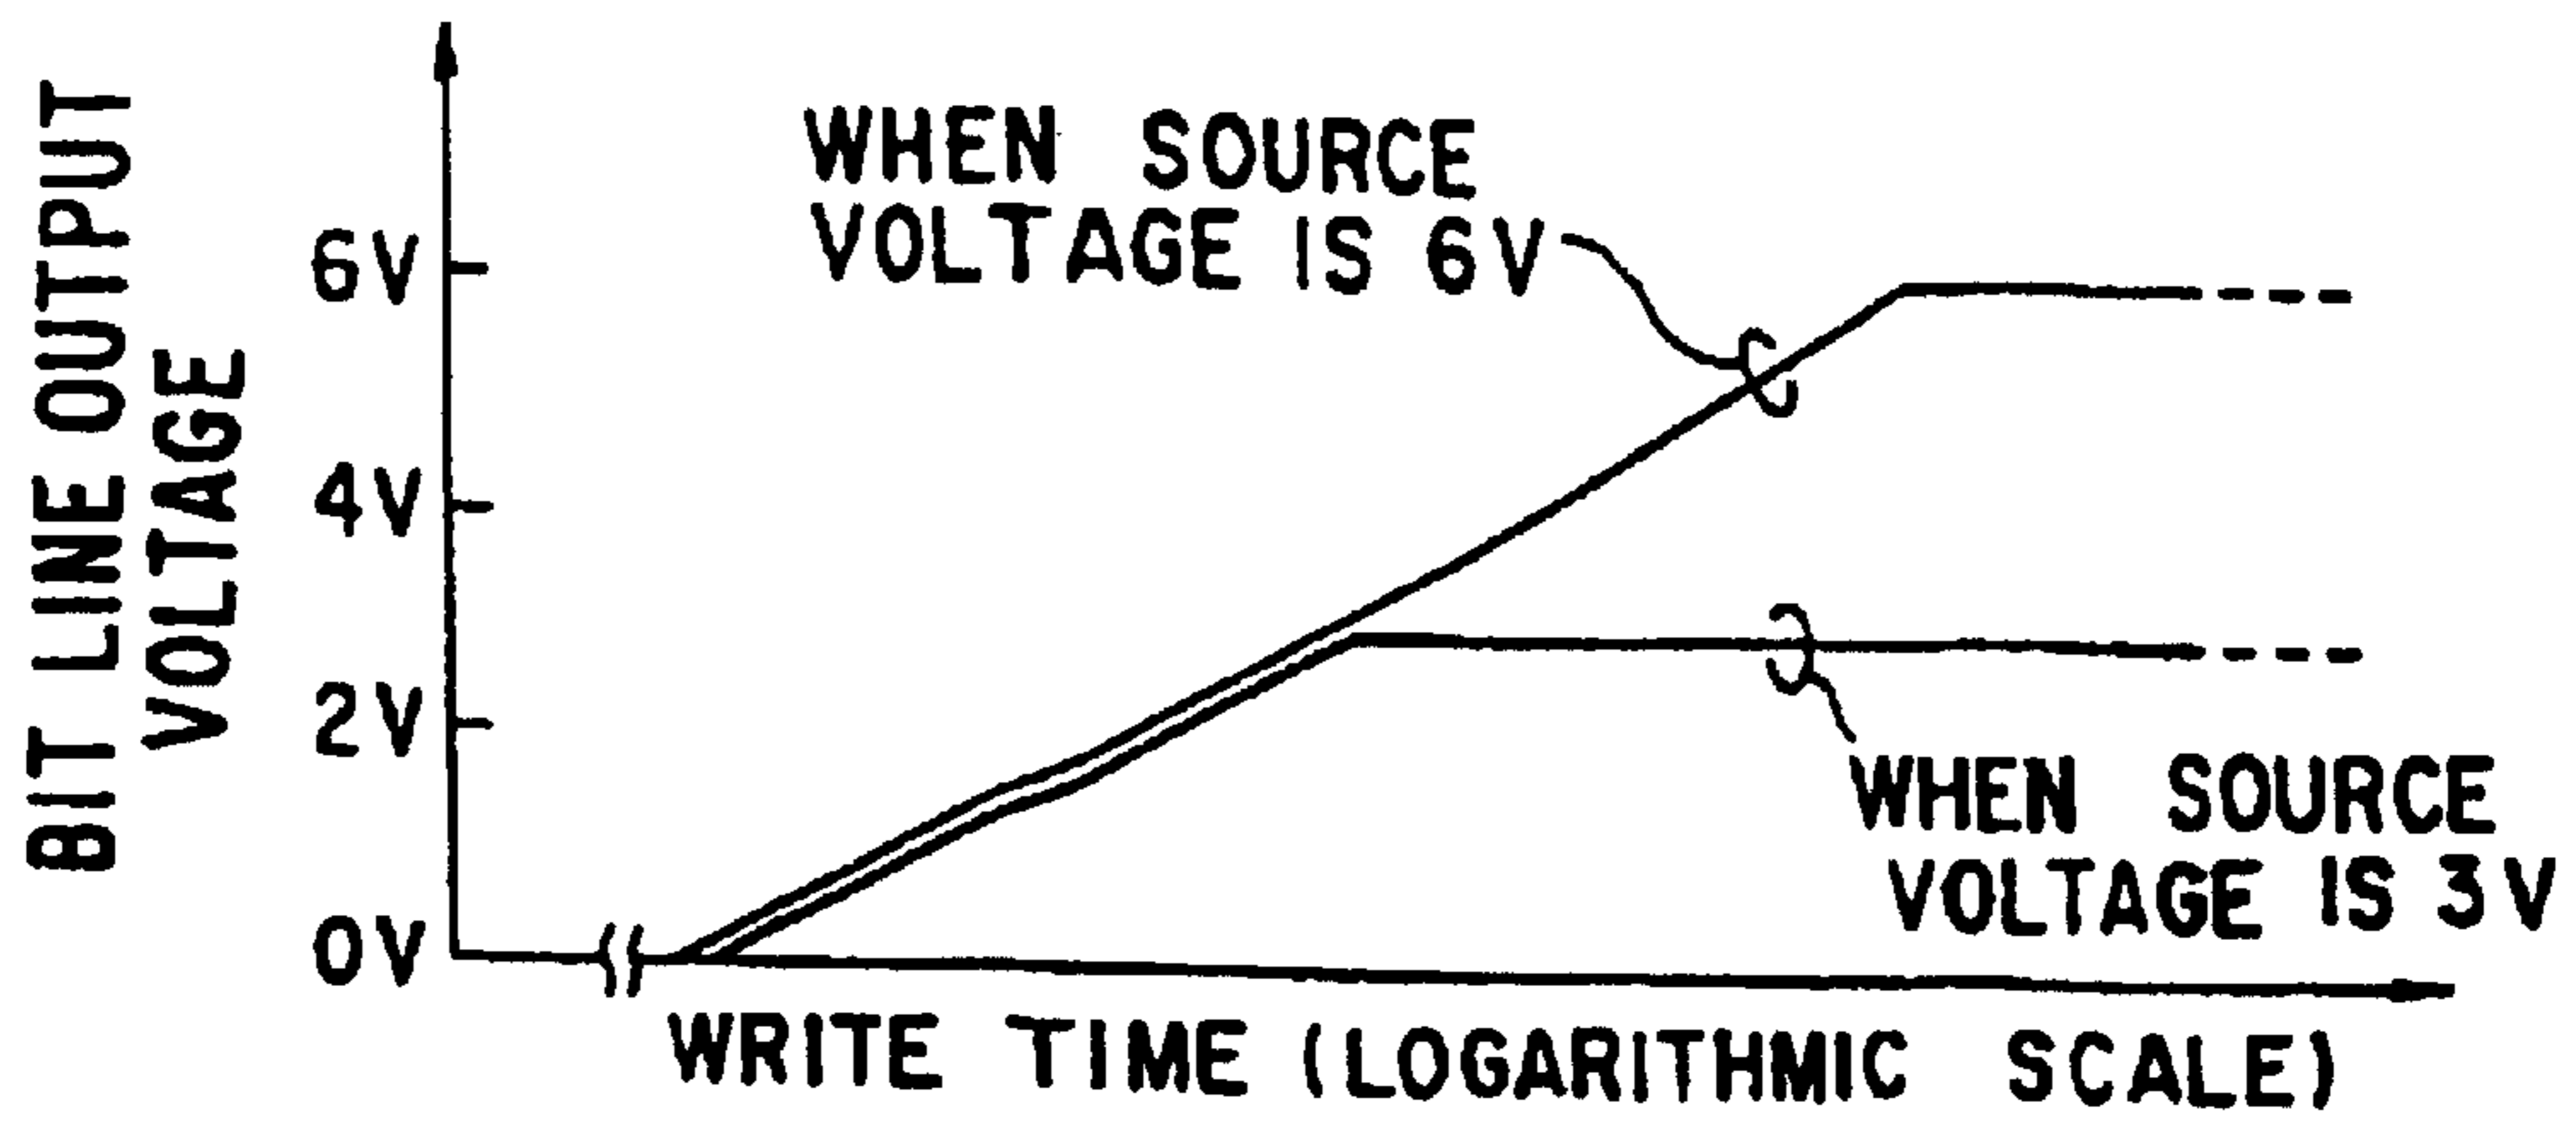 BIT LINE OUTPUT
VOLTAGE
6V
4V
2V
0V
WHEN SOURCE
VOLTAGE IS 6V
WHEN SOURCE
VOLTAGE IS 3V
WRITE TIME (LOGARITHMIC SCALE)